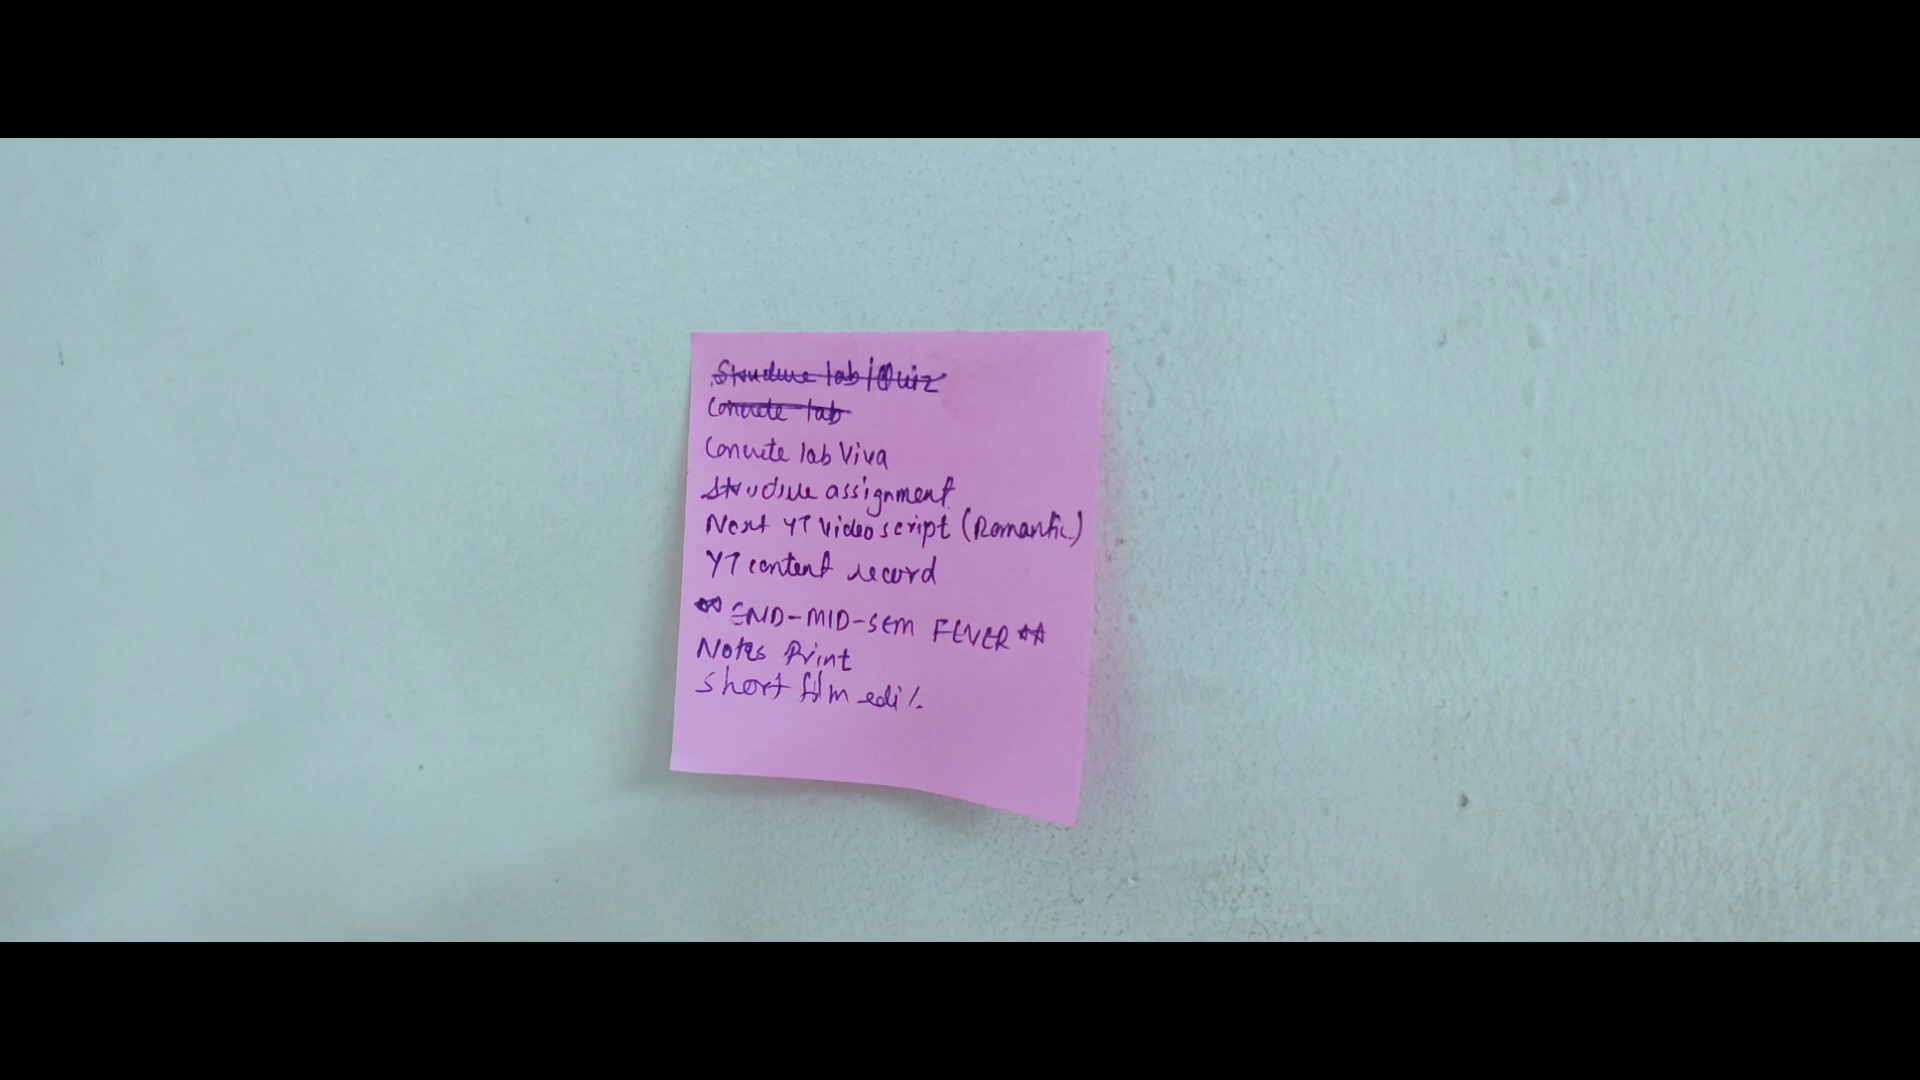 Structure lab/Quiz
Concrete lab
Concrete lab Viva
Structure assignment
Next YT Video script (Romantic)
YT content record
** END-MID-SEM FEVER **
Notes Print
Short film edit.